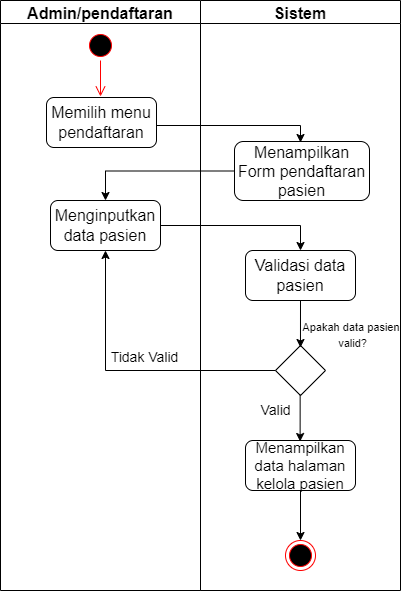 Admin/pendaftaran
Sistem
Memilih menu
pendaftaran
Menampilkan
Form pendaftaran
pasien
Menginputkan
data pasien
Validasi data
pasien
Apakah data pasien
valid?
Tidak Valid
Valid
Menampilkan
data halaman
kelola pasien